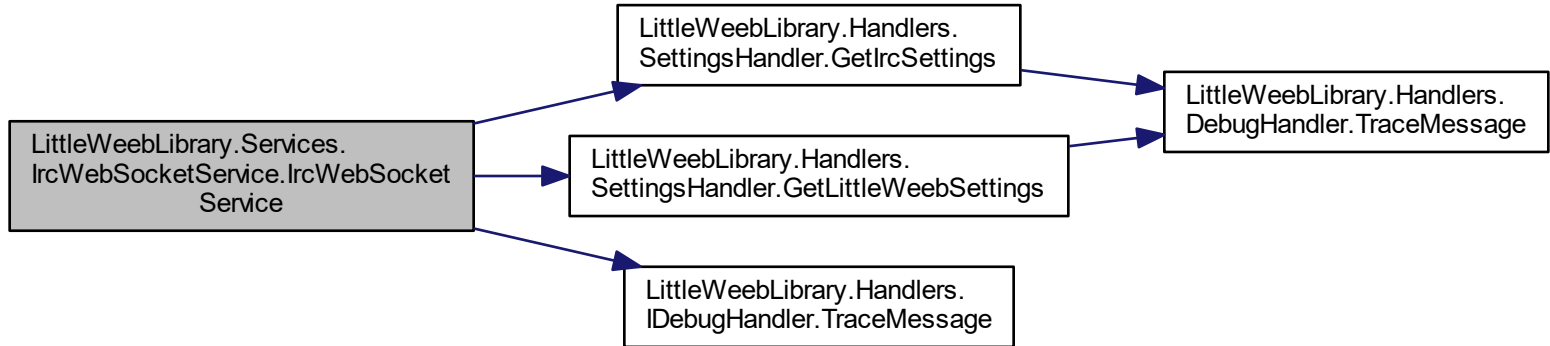 LittleWeebLibrary.Services.
IrcWebSocketService.IrcWebSocket
Service
LittleWeebLibrary.Handlers.
SettingsHandler.GetIrcSettings
LittleWeebLibrary.Handlers.
SettingsHandler.GetLittleWeebSettings
LittleWeebLibrary.Handlers.
IDebugHandler.TraceMessage
LittleWeebLibrary.Handlers.
DebugHandler.TraceMessage